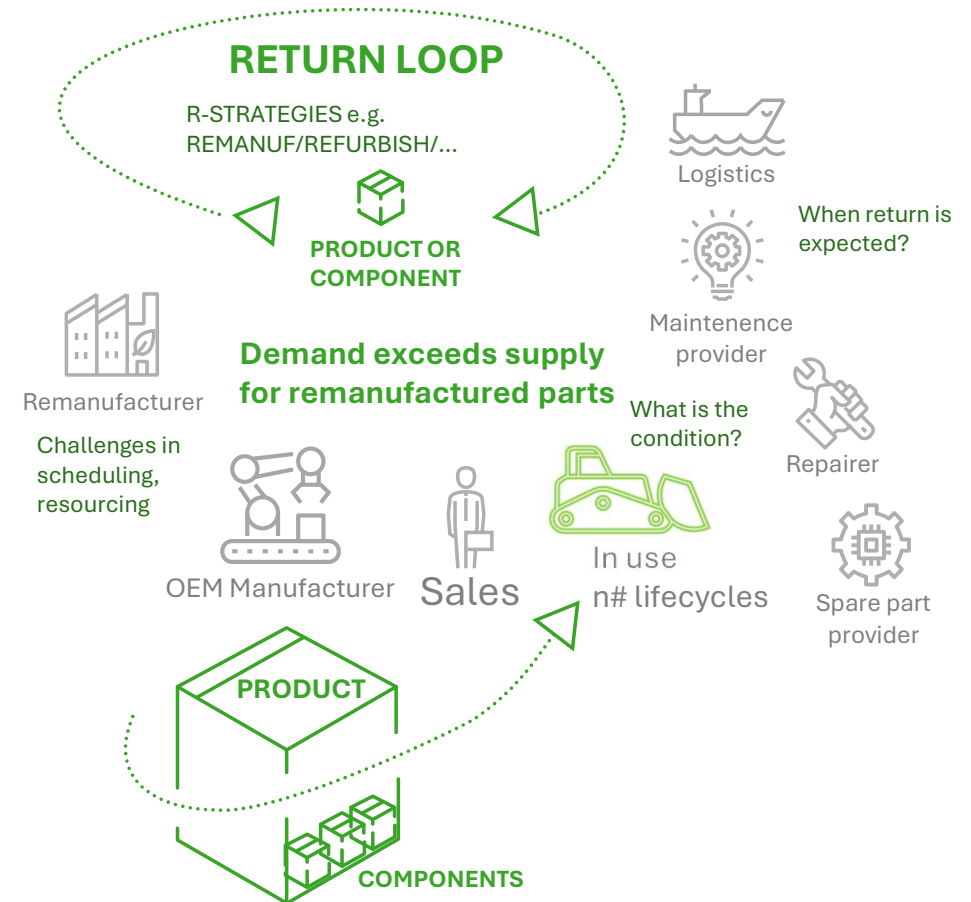 RETURN LOOP
R-STRATEGIES e.g.
REMANUF/REFURBISH/...
PRODUCT OR
COMPONENT
Logistics
When return is
expected?
Maintenence
provider
Remanufacturer
Challenges in
scheduling,
resourcing
Demand exceeds supply
for remanufactured parts
What is the
condition?
Repairer
OEM Manufacturer
Sales
In use
n# lifecycles
Spare part
provider
PRODUCT
COMPONENTS